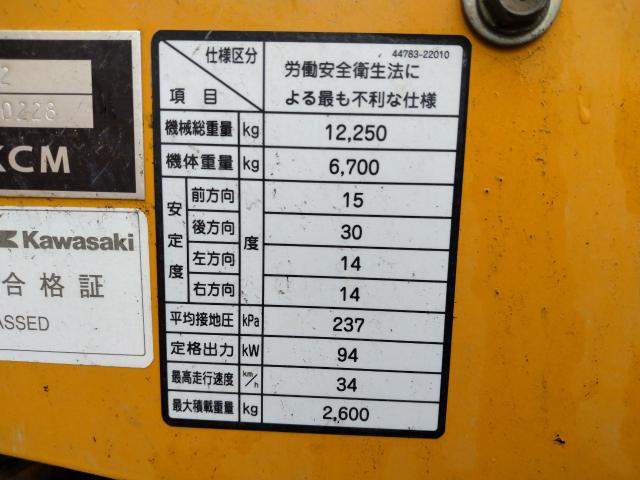 2
0228
KCM
Kawasaki
合格証
ASSED
44783-22010
仕様区分
項目
労働安全衛生法に
よる最も不利な仕様
機械総重量 kg 12,250
機体重量 kg 6,700
安定度 前方向 度 15
後方向 30
左方向 14
右方向 14
平均接地圧 kPa 237
定格出力 kW 94
最高走行速度 km/h 34
最大積載重量 kg 2,600